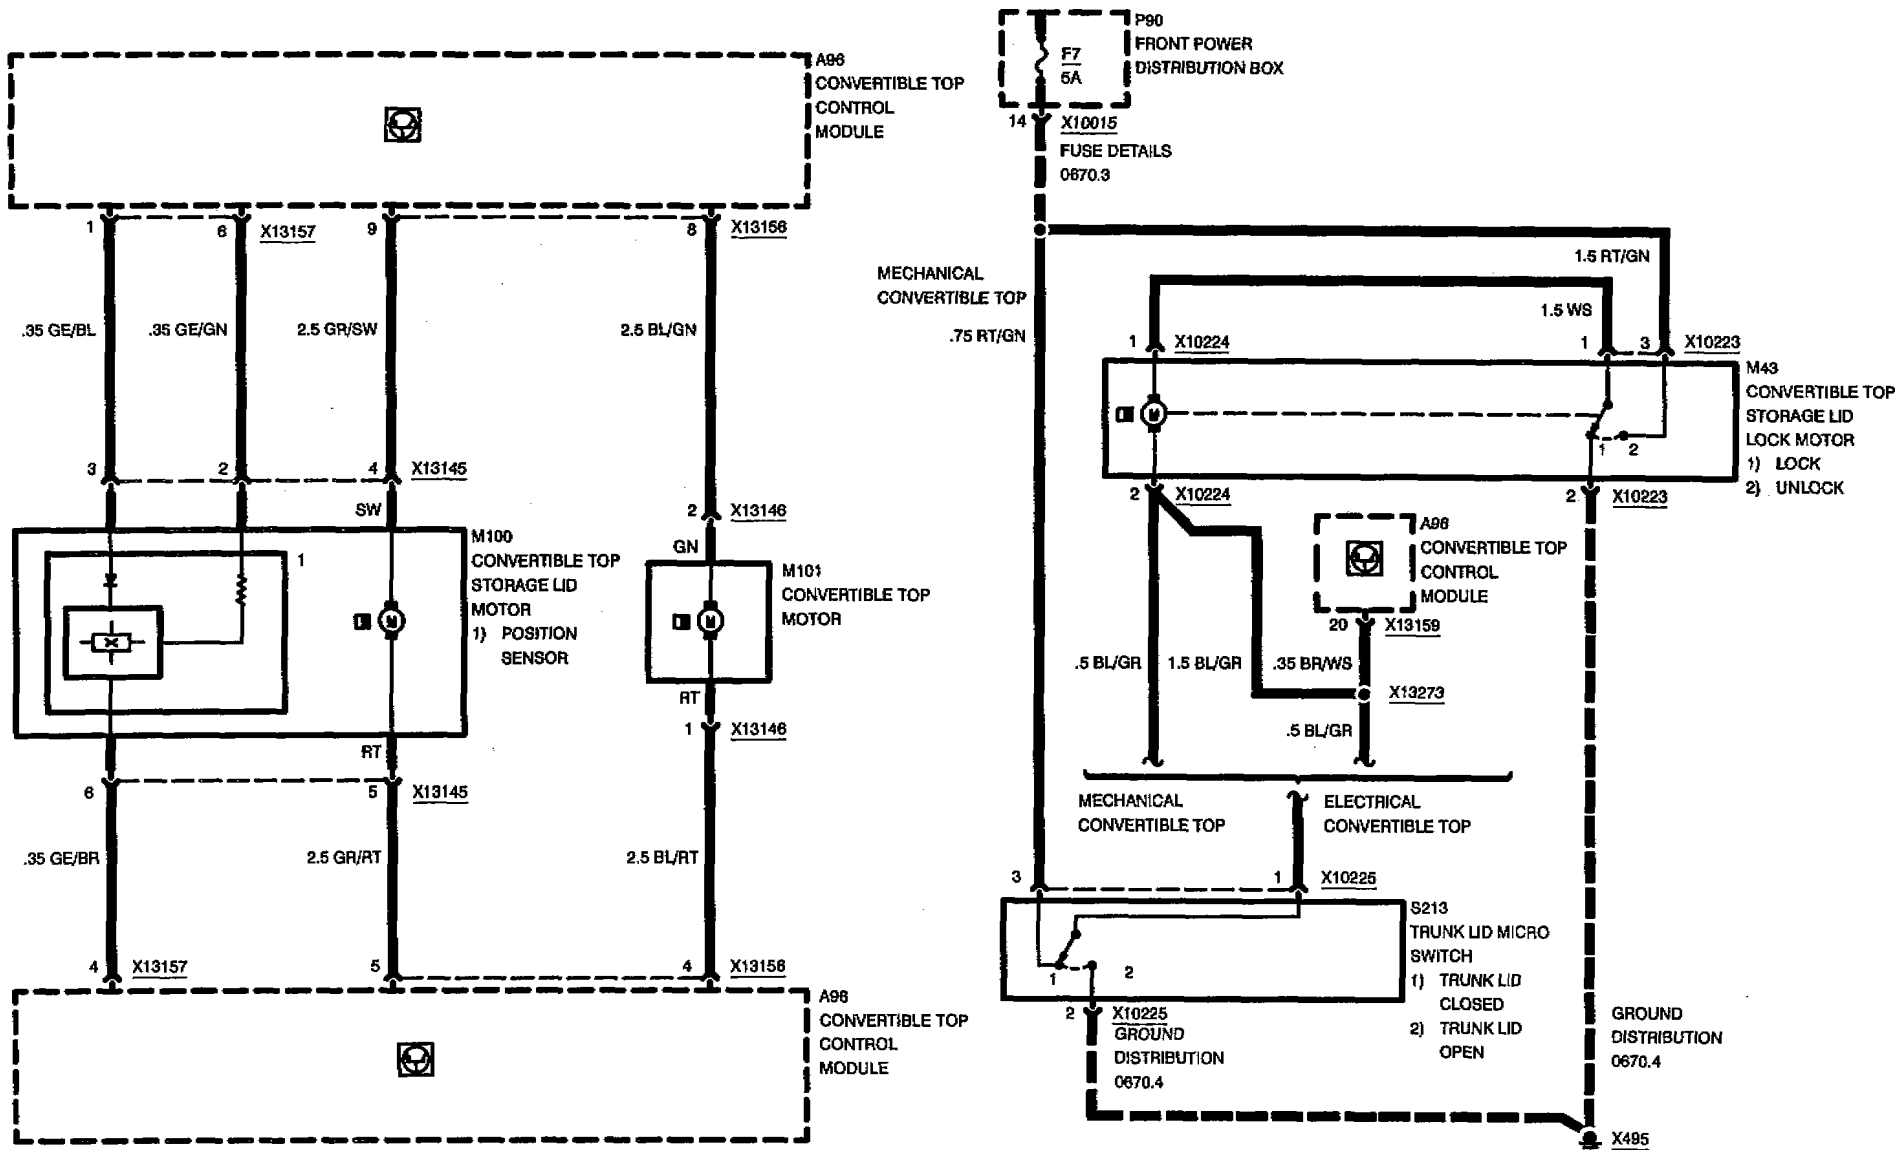 A96
CONVERTIBLE TOP
CONTROL
MODULE
1
6
X13157
9
8
X13156
.35 GE/BL
.35 GE/GN
2.5 GR/SW
2.5 BL/GN
3
2
4
X13145
SW
2
X13146
GN
M100
CONVERTIBLE TOP
STORAGE LID
MOTOR
1) POSITION
SENSOR
1
M
M101
CONVERTIBLE TOP
MOTOR
M
RT
RT
1
X13146
6
5
X13145
.35 GE/BR
2.5 GR/RT
2.5 BL/RT
4
X13157
5
4
X13156
A96
CONVERTIBLE TOP
CONTROL
MODULE
P90
FRONT POWER
DISTRIBUTION BOX
F7
5A
14
X10015
FUSE DETAILS
0670.3
MECHANICAL
CONVERTIBLE TOP
.75 RT/GN
1.5 RT/GN
1.5 WS
1
X10224
1
3
X10223
M43
CONVERTIBLE TOP
STORAGE LID
LOCK MOTOR
1) LOCK
2) UNLOCK
M
1
2
2
X10224
2
X10223
A96
CONVERTIBLE TOP
CONTROL
MODULE
20
X13159
.5 BL/GR
1.5 BL/GR
.35 BR/WS
X13273
.5 BL/GR
MECHANICAL
CONVERTIBLE TOP
ELECTRICAL
CONVERTIBLE TOP
3
1
X10225
S213
TRUNK LID MICRO
SWITCH
1) TRUNK LID
CLOSED
2) TRUNK LID
OPEN
1
2
2
X10225
GROUND
DISTRIBUTION
0670.4
GROUND
DISTRIBUTION
0670.4
X495